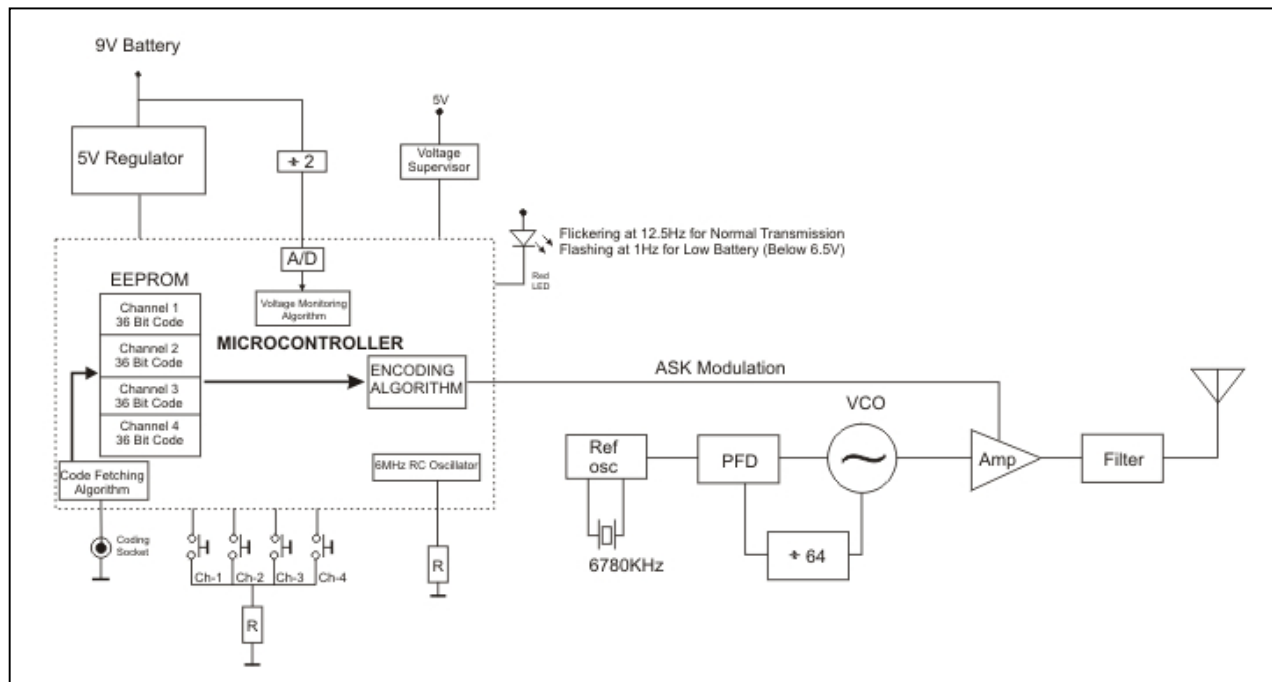 9V Battery
5V Regulator
÷ 2
5V
Voltage
Supervisor
Flickering at 12.5Hz for Normal Transmission
Flashing at 1Hz for Low Battery (Below 6.5V)
Red
LED
A/D
Voltage Monitoring
Algorithm
EEPROM
Channel 1
36 Bit Code
Channel 2
36 Bit Code
Channel 3
36 Bit Code
Channel 4
36 Bit Code
MICROCONTROLLER
ENCODING
ALGORITHM
ASK Modulation
Code Fetching
Algorithm
6MHz RC Oscillator
Coding
Socket
Ch-1
Ch-2
Ch-3
Ch-4
R
R
Ref
osc
6780KHz
PFD
VCO
÷ 64
Amp
Filter